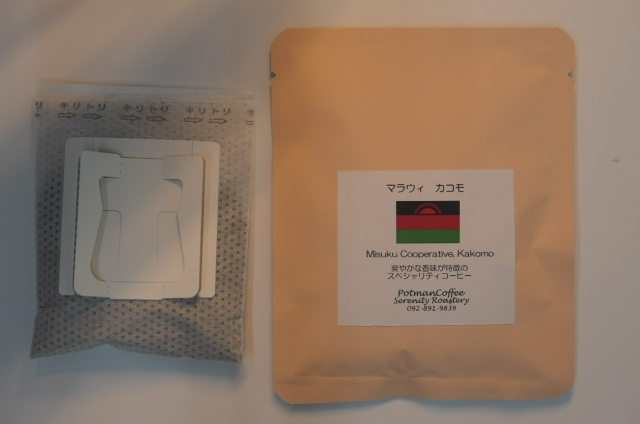 キリトリ キリトリ キリトリ キ
マラウィ カコモ
Misuku Cooperative, Kakomo
爽やかな香味が特徴の
スペシャリティコーヒー
PotmanCoffee
Serenity Roastery
092-891-9839